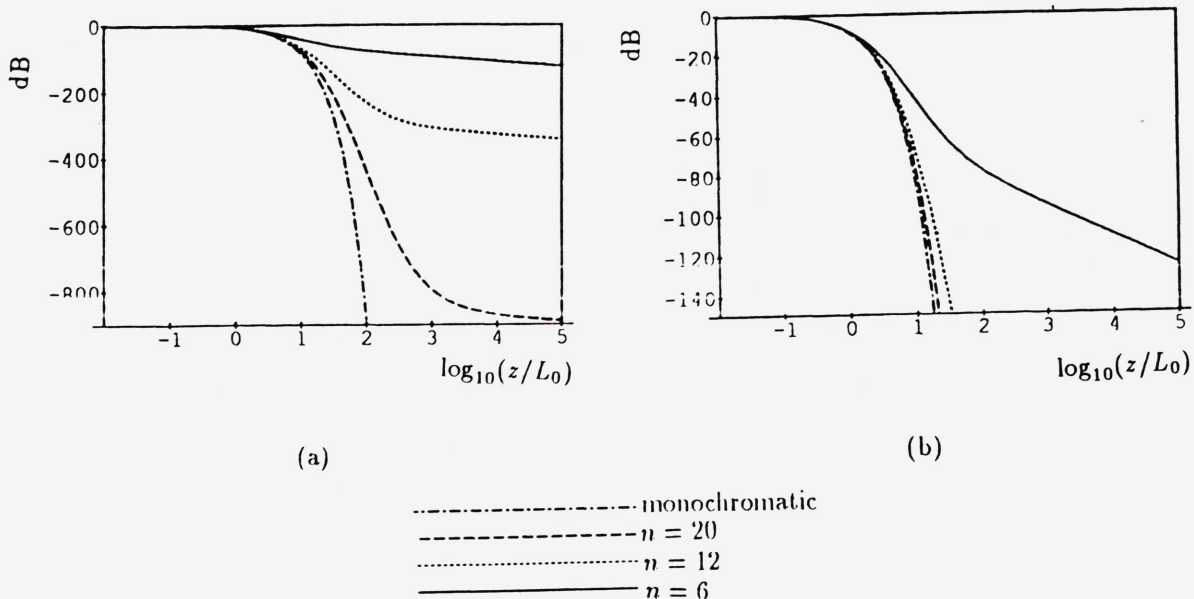 dB
0
-200
-400
-600
-800
-1
0
1
2
3
4
5
log₁₀(z/L₀)
(a)
dB
0
-20
-40
-60
-80
-100
-120
-140
-1
0
1
2
3
4
5
log₁₀(z/L₀)
(b)
monochromatic
n = 20
n = 12
n = 6